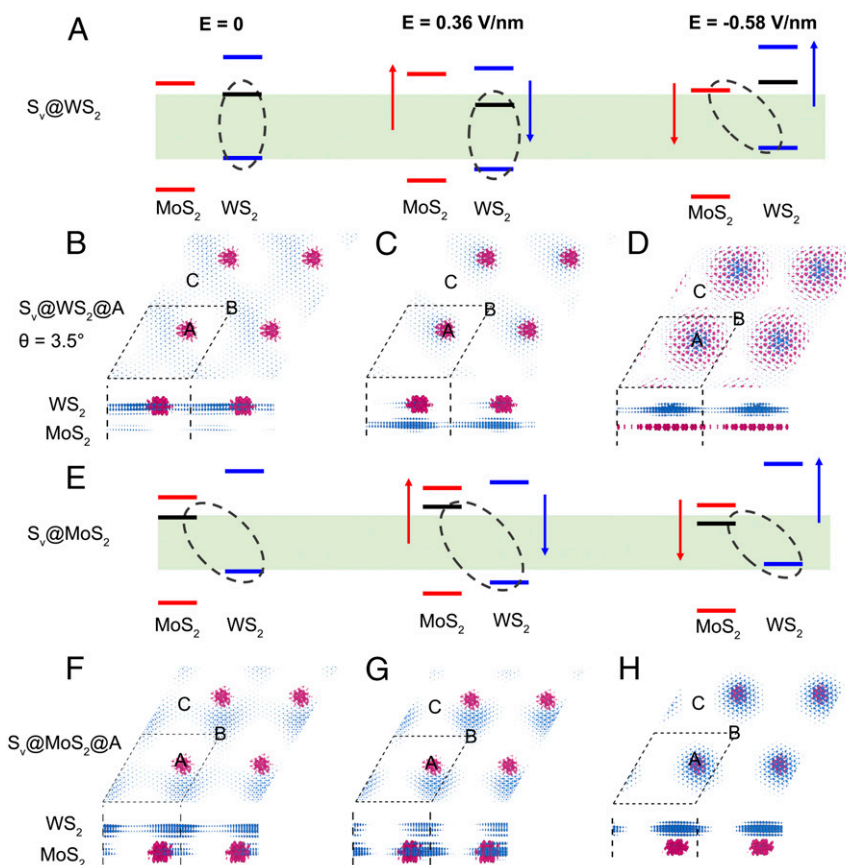 A
E = 0
E = 0.36 V/nm
E = -0.58 V/nm
Sv@WS2
MoS2
WS2
MoS2
WS2
MoS2
WS2
B
C
D
Sv@WS2@A
θ = 3.5°
C
B
A
C
B
A
C
B
A
WS2
MoS2
E
Sv@MoS2
MoS2
WS2
MoS2
WS2
MoS2
WS2
F
G
H
Sv@MoS2@A
C
B
A
C
B
A
C
B
A
WS2
MoS2